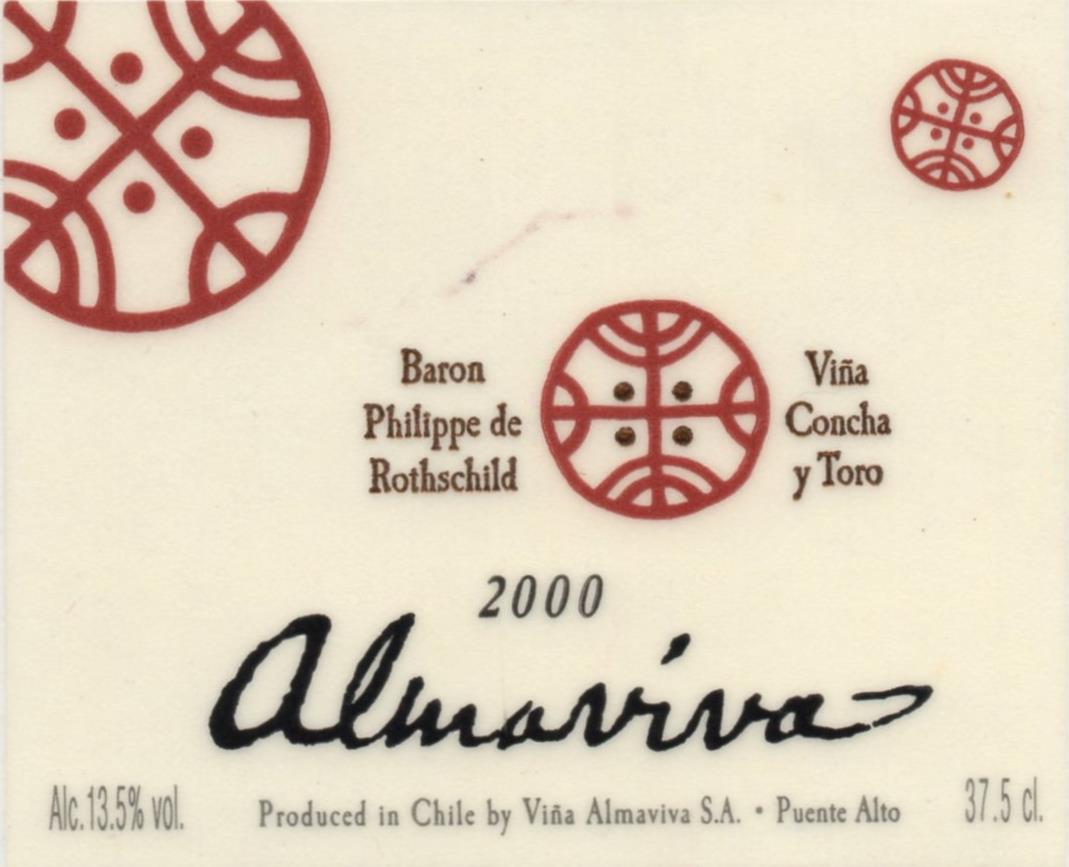 Baron
Philippe de
Rothschild
Viña
Concha
y Toro
2000
Almaviva
Alc.13.5% vol.
Produced in Chile by Viña Almaviva S.A. • Puente Alto
37.5 cl.